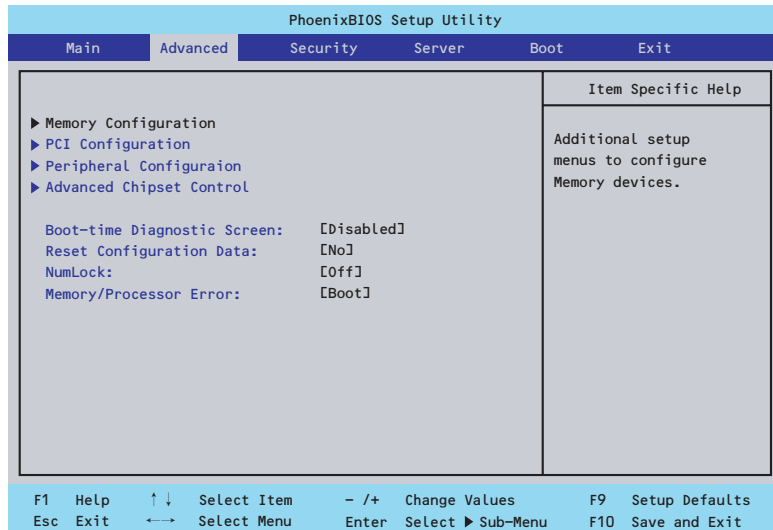 PhoenixBIOS Setup Utility
Main Advanced Security Server Boot Exit
Item Specific Help
▶ Memory Configuration
▶ PCI Configuration
▶ Peripheral Configuraion
▶ Advanced Chipset Control
Boot-time Diagnostic Screen: [Disabled]
Reset Configuration Data: [No]
NumLock: [Off]
Memory/Processor Error: [Boot]
Additional setup
menus to configure
Memory devices.
F1 Help ↑↓ Select Item - /+ Change Values F9 Setup Defaults
Esc Exit ←→ Select Menu Enter Select ▶ Sub-Menu F10 Save and Exit